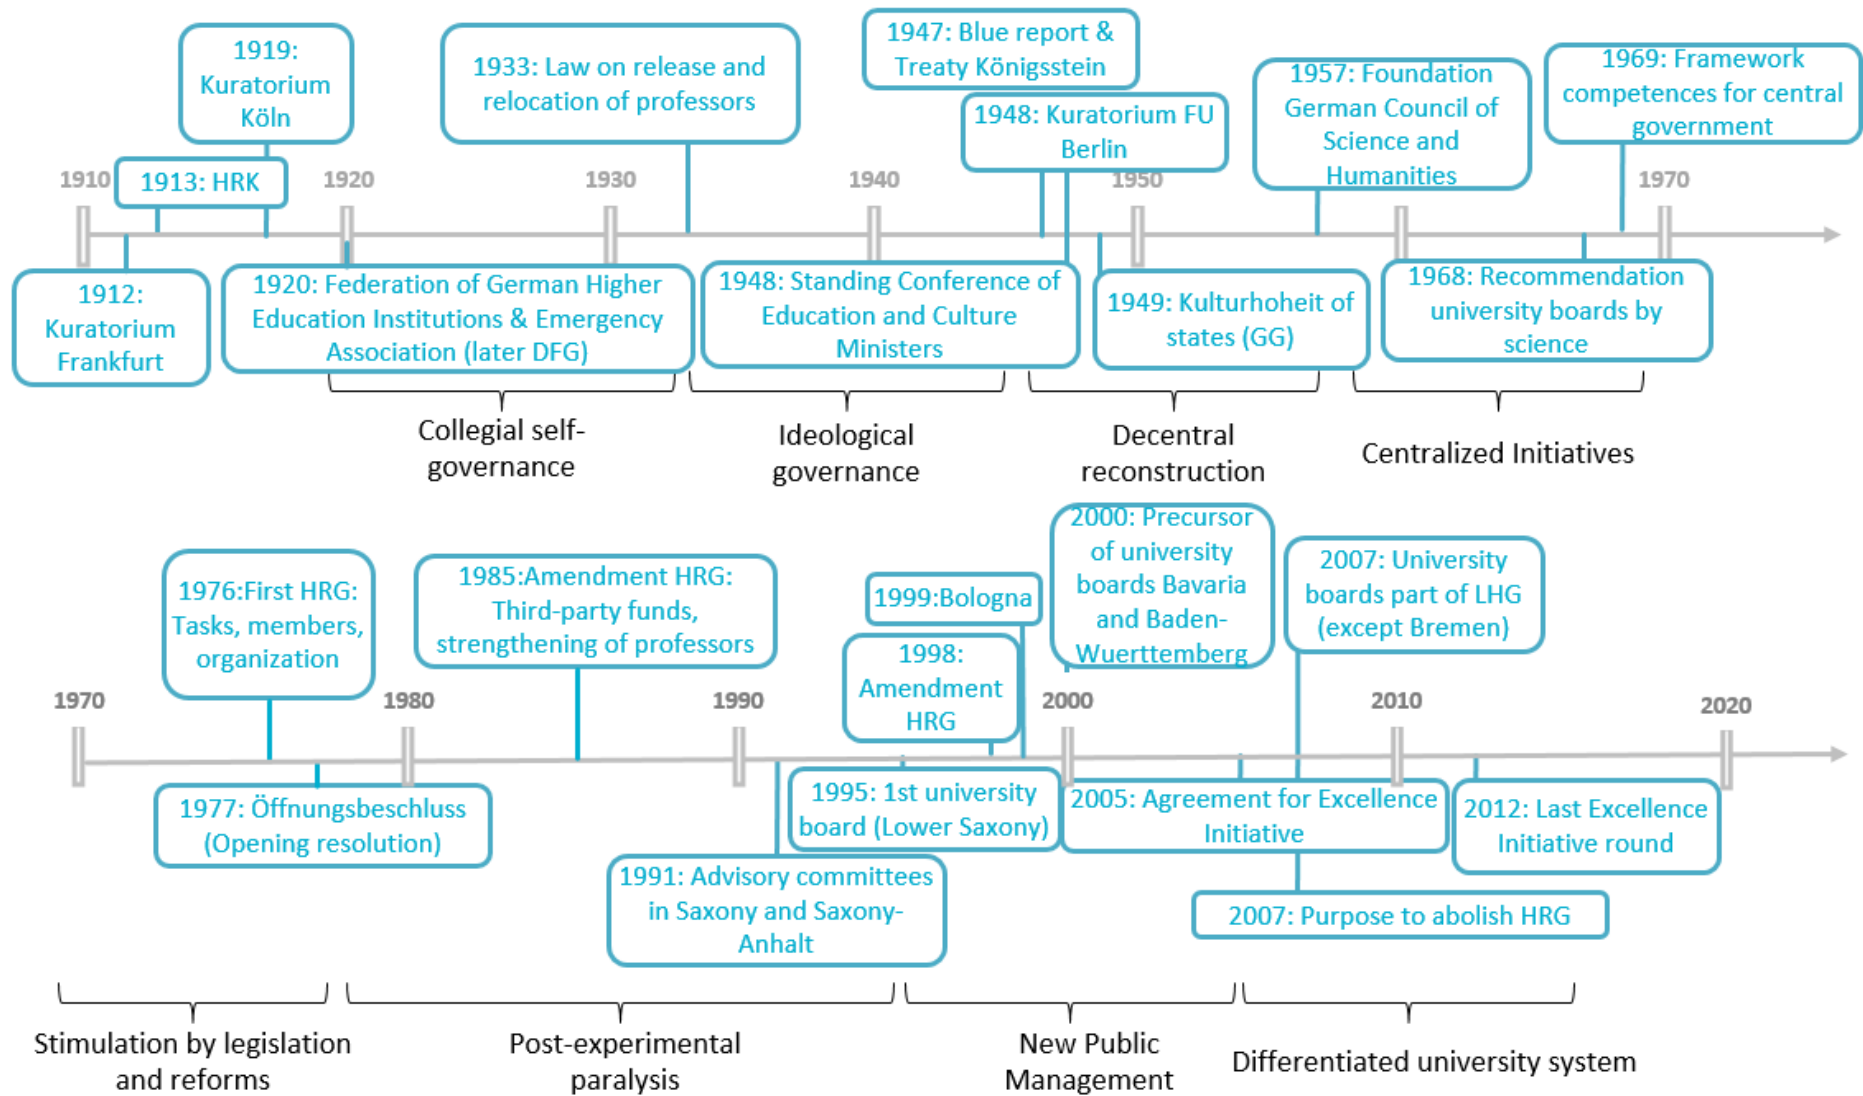 1919:
Kuratorium
Köln
1933: Law on release and
relocation of professors
1947: Blue report &
Treaty Königsstein
1948: Kuratorium FU
Berlin
1957: Foundation
German Council of
Science and
Humanities
1969: Framework
competences for central
government
1910
1913: HRK
1920
1930
1940
1950
1970
1912:
Kuratorium
Frankfurt
1920: Federation of German Higher
Education Institutions & Emergency
Association (later DFG)
1948: Standing Conference of
Education and Culture
Ministers
1949: Kulturhoheit of
states (GG)
1968: Recommendation
university boards by
science
Collegial self-
governance
Ideological
governance
Decentral
reconstruction
Centralized Initiatives
1976:First HRG:
Tasks, members,
organization
1985:Amendment HRG:
Third-party funds,
strengthening of professors
1999:Bologna
1998:
Amendment
HRG
2000: Precursor
of university
boards Bavaria
and Baden-
Wuerttemberg
2007: University
boards part of LHG
(except Bremen)
1970
1980
1990
2000
2010
2020
1977: Öffnungsbeschluss
(Opening resolution)
1991: Advisory committees
in Saxony and Saxony-
Anhalt
1995: 1st university
board (Lower Saxony)
2005: Agreement for Excellence
Initiative
2012: Last Excellence
Initiative round
2007: Purpose to abolish HRG
Stimulation by legislation
and reforms
Post-experimental
paralysis
New Public
Management
Differentiated university system